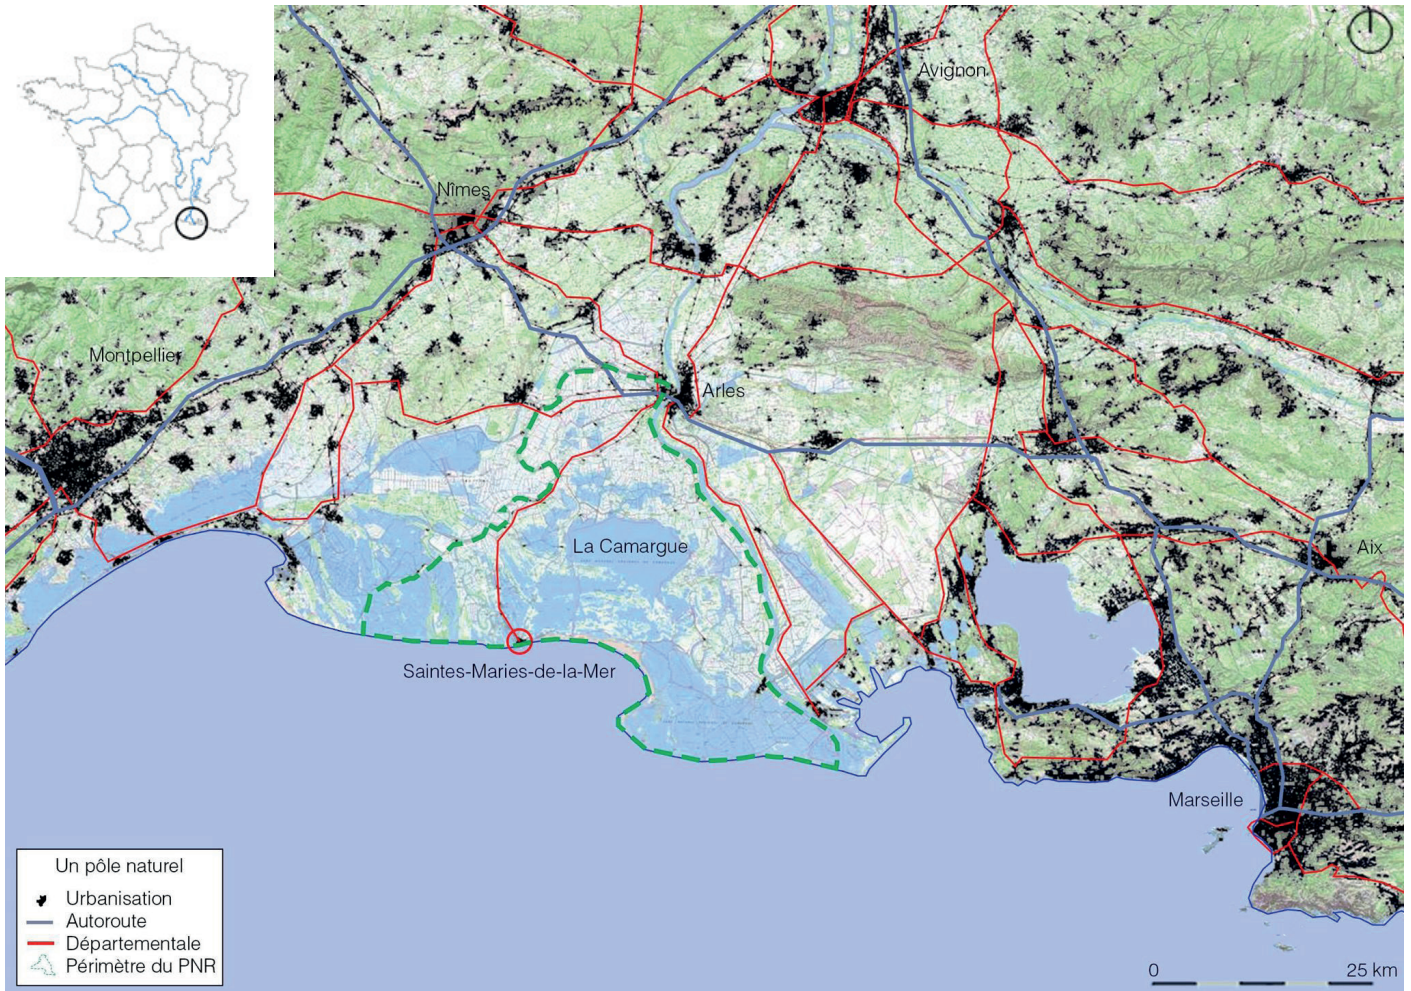 Avignon
Nîmes
Montpellier
Arles
La Camargue
Aix
Saintes-Maries-de-la-Mer
Marseille
Un pôle naturel
Urbanisation
Autoroute
Départementale
Périmètre du PNR
0 25 km